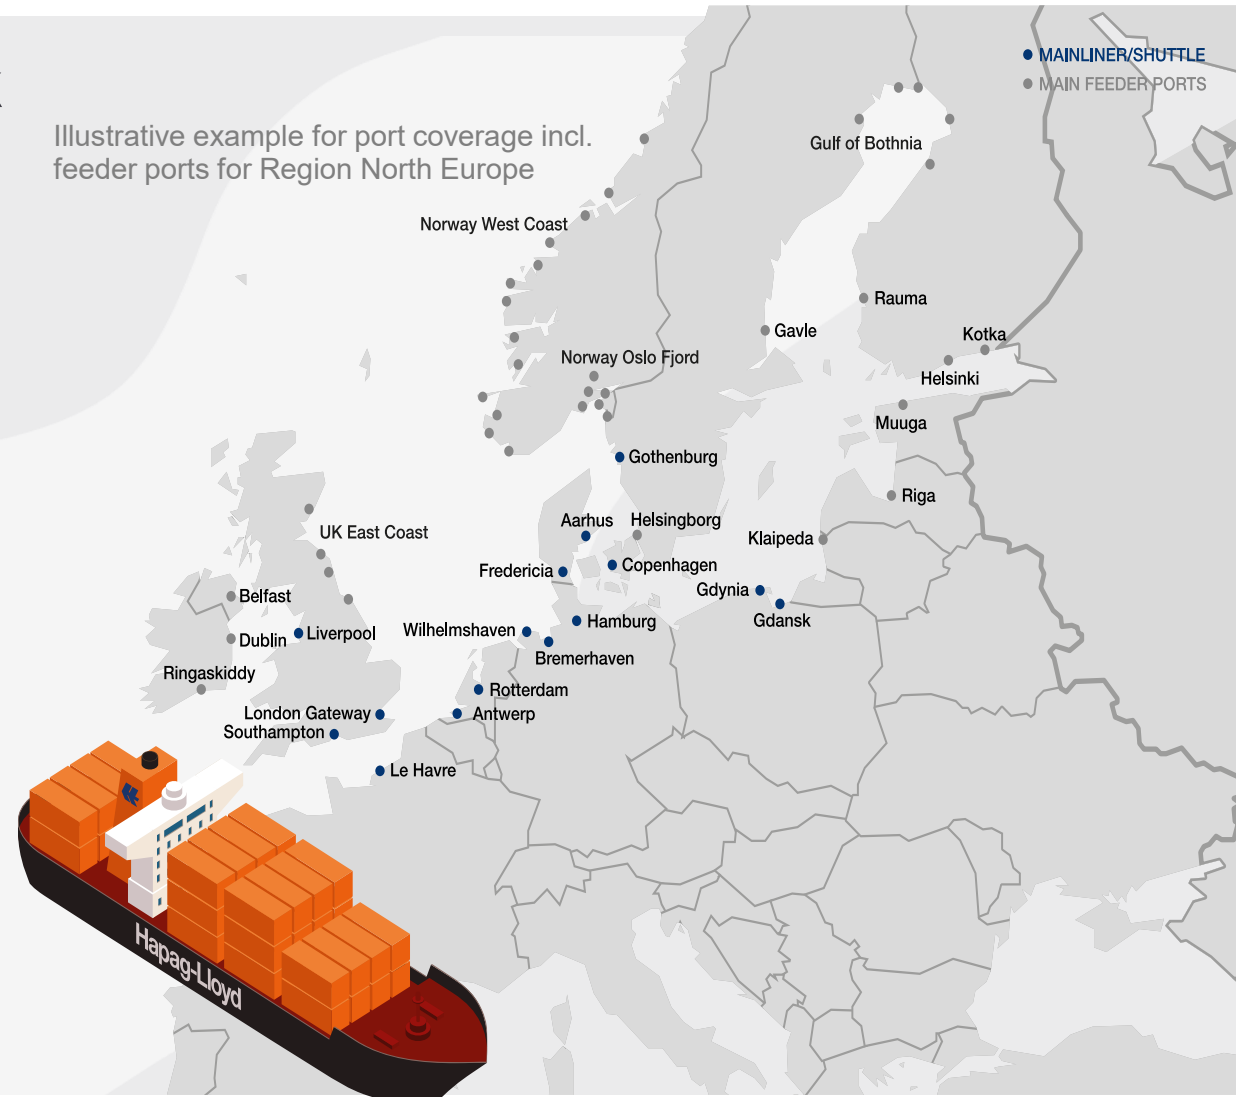 MAINLINER/SHUTTLE
MAIN FEEDER PORTS
Illustrative example for port coverage incl.
feeder ports for Region North Europe
Gulf of Bothnia
Norway West Coast
Rauma
Gavle
Kotka
Norway Oslo Fjord
Helsinki
Muuga
Gothenburg
Riga
Aarhus
Helsingborg
UK East Coast
Klaipeda
Fredericia
Copenhagen
Gdynia
Belfast
Gdansk
Hamburg
Wilhelmshaven
Liverpool
Dublin
Bremerhaven
Ringaskiddy
Rotterdam
London Gateway
Antwerp
Southampton
Le Havre
Hapag-Lloyd